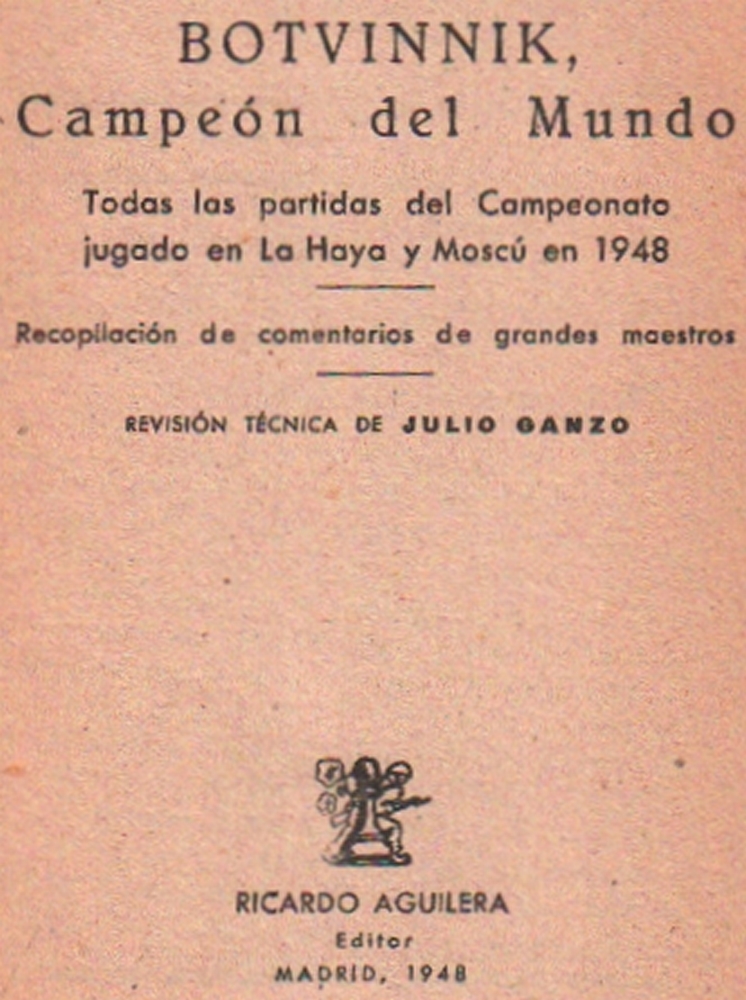 BOTVINNIK,
Campeón del Mundo
Todas las partidas del Campeonato
jugado en La Haya y Moscú en 1948
Recopilación de comentarios de grandes maestros
REVISIÓN TÉCNICA DE JULIO GANZO
RICARDO AGUILERA
Editor
MADRID, 1948